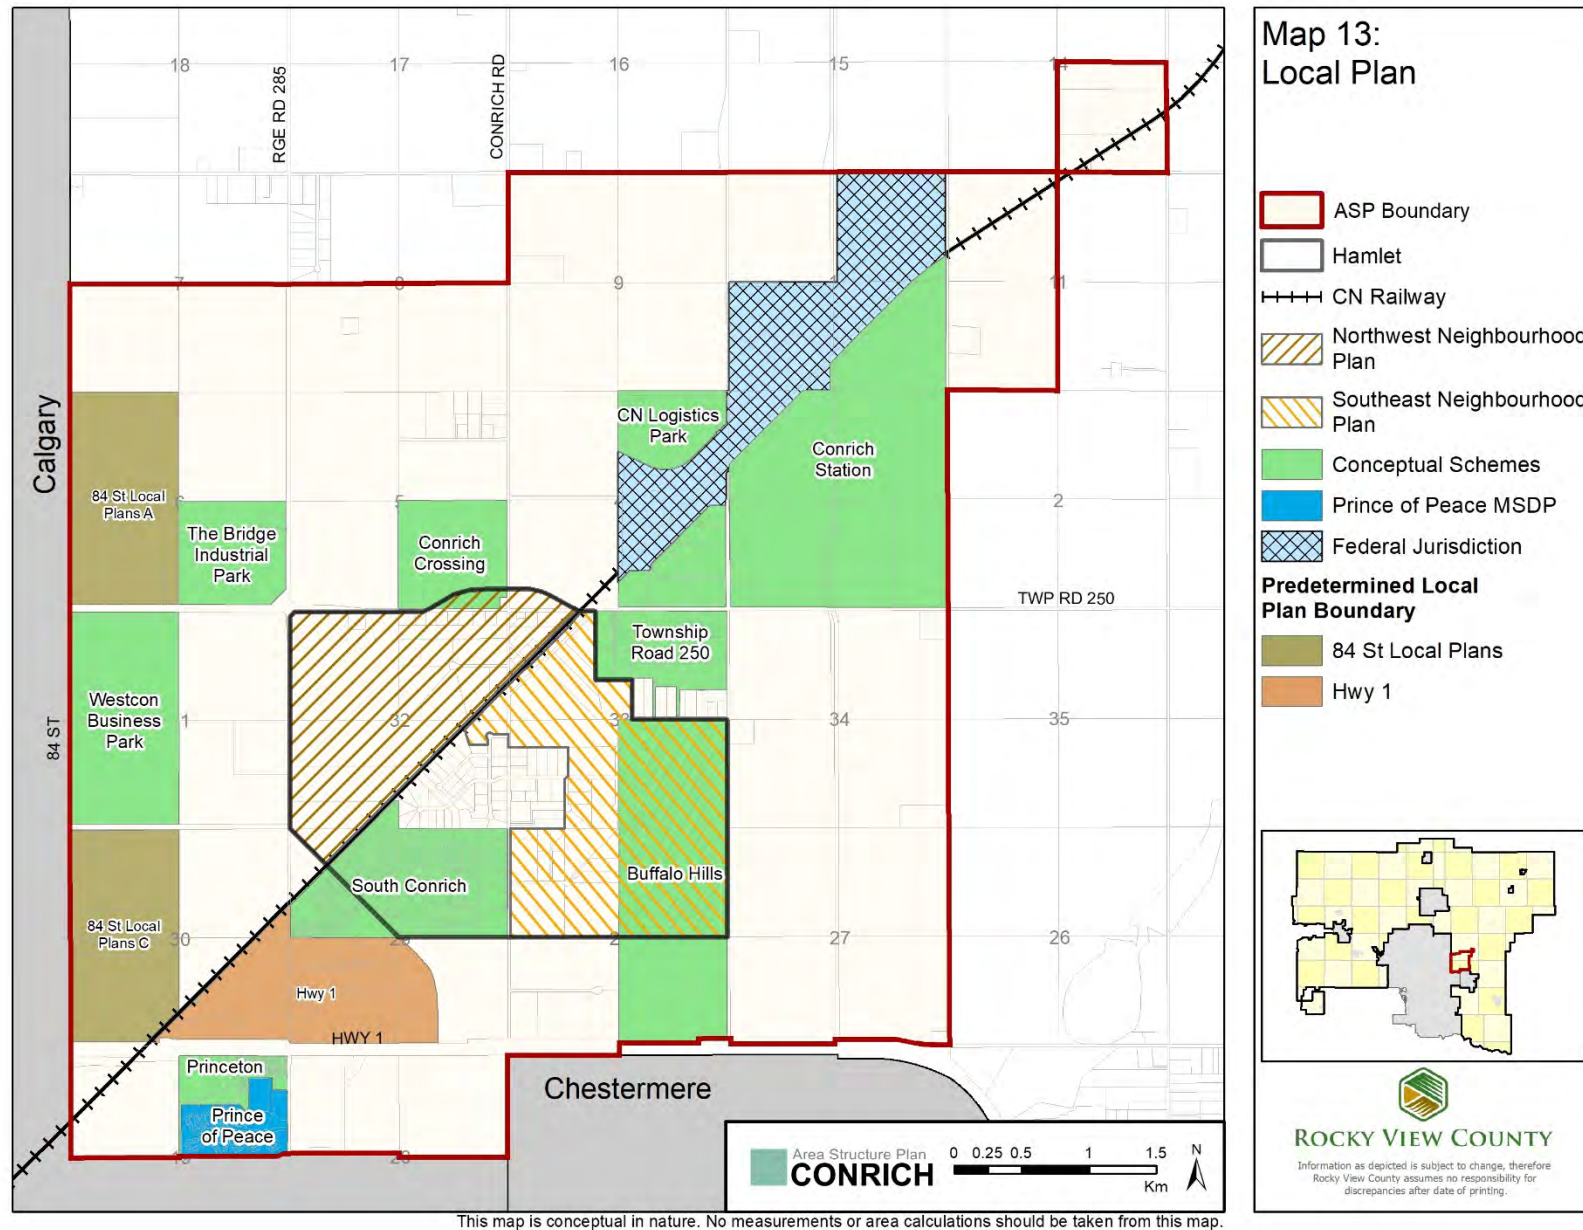 Map 13:
Local Plan
ASP Boundary
Hamlet
CN Railway
Northwest Neighbourhood
Plan
Southeast Neighbourhood
Plan
Conceptual Schemes
Prince of Peace MSDP
Federal Jurisdiction
Predetermined Local
Plan Boundary
84 St Local Plans
Hwy 1
18
17
16
15
14
RGE RD 285
CONRICH RD
7
8
9
11
Calgary
CN Logistics
Park
Conrich
Station
84 St Local
Plans A
6
5
2
The Bridge
Industrial
Park
Conrich
Crossing
TWP RD 250
Township
Road 250
Westcon
Business
Park
84 ST
1
32
33
34
35
South Conrich
Buffalo Hills
84 St Local
Plans C
30
29
27
26
Hwy 1
HWY 1
Princeton
Prince
of Peace
20
Chestermere
Area Structure Plan
CONRICH
0 0.25 0.5 1 1.5
Km
N
ROCKY VIEW COUNTY
Information as depicted is subject to change, therefore
Rocky View County assumes no responsibility for
discrepancies after date of printing.
This map is conceptual in nature. No measurements or area calculations should be taken from this map.